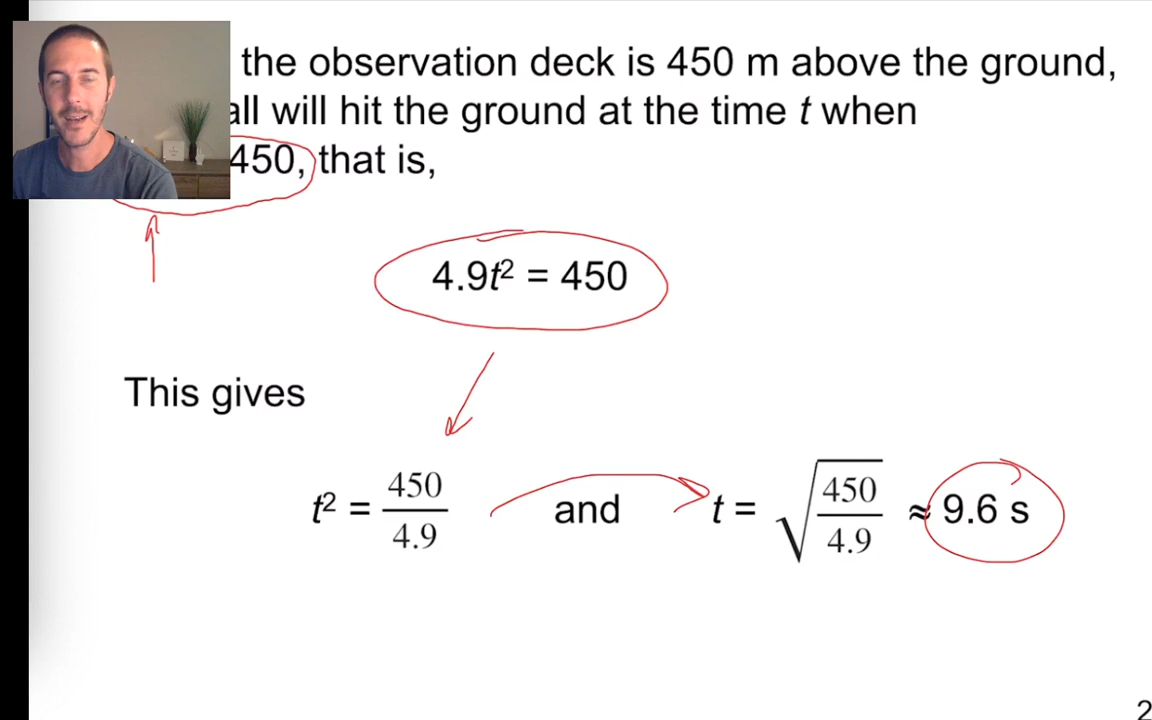 the observation deck is 450 m above the ground,
all will hit the ground at the time t when
450, that is,
4.9t² = 450
This gives
t² = 450/4.9 and t = √(450/4.9) ≈ 9.6 s
2